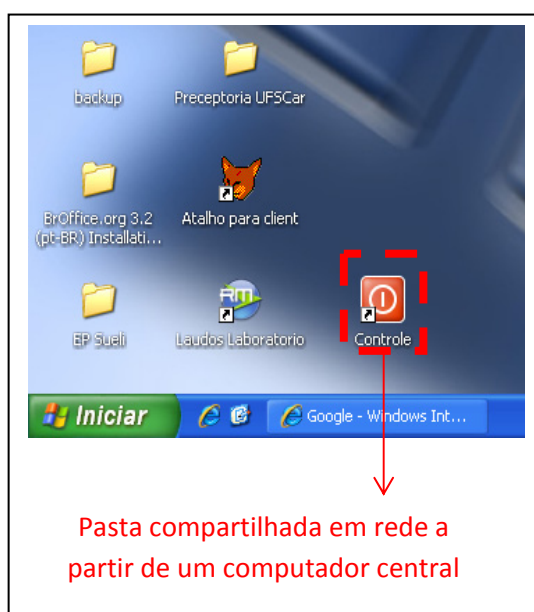 backup
Preceptoria UFSCar
BrOffice.org 3.2
(pt-BR) Installati...
Atalho para client
EP Sueli
RM
Laudos Laboratorio
Controle
Iniciar
Google - Windows Int...
Pasta compartilhada em rede a
partir de um computador central